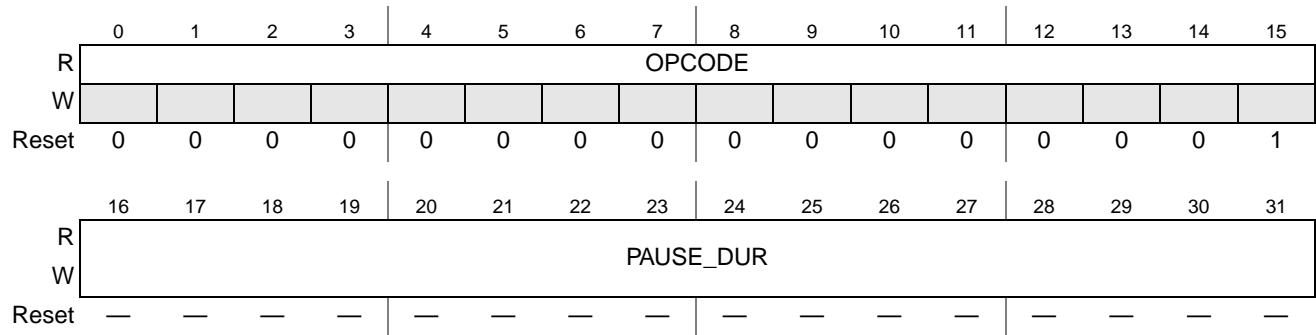 0 1 2 3 4 5 6 7 8 9 10 11 12 13 14 15
R OPCODE
W
Reset 0 0 0 0 0 0 0 0 0 0 0 0 0 0 0 1
16 17 18 19 20 21 22 23 24 25 26 27 28 29 30 31
R
PAUSE_DUR
W
Reset — — — — — — — — — — — — — — — —